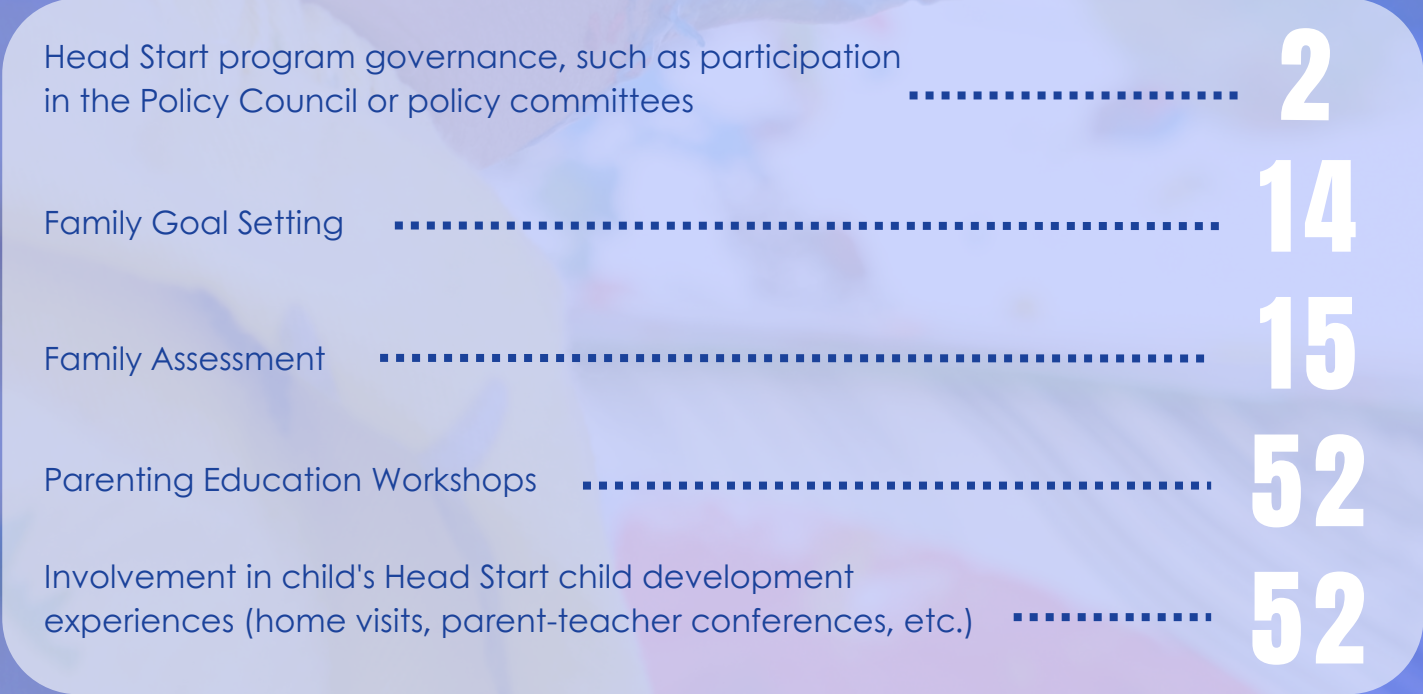 Head Start program governance, such as participation
in the Policy Council or policy committees
2
Family Goal Setting
14
Family Assessment
15
Parenting Education Workshops
52
Involvement in child's Head Start child development
experiences (home visits, parent-teacher conferences, etc.)
52